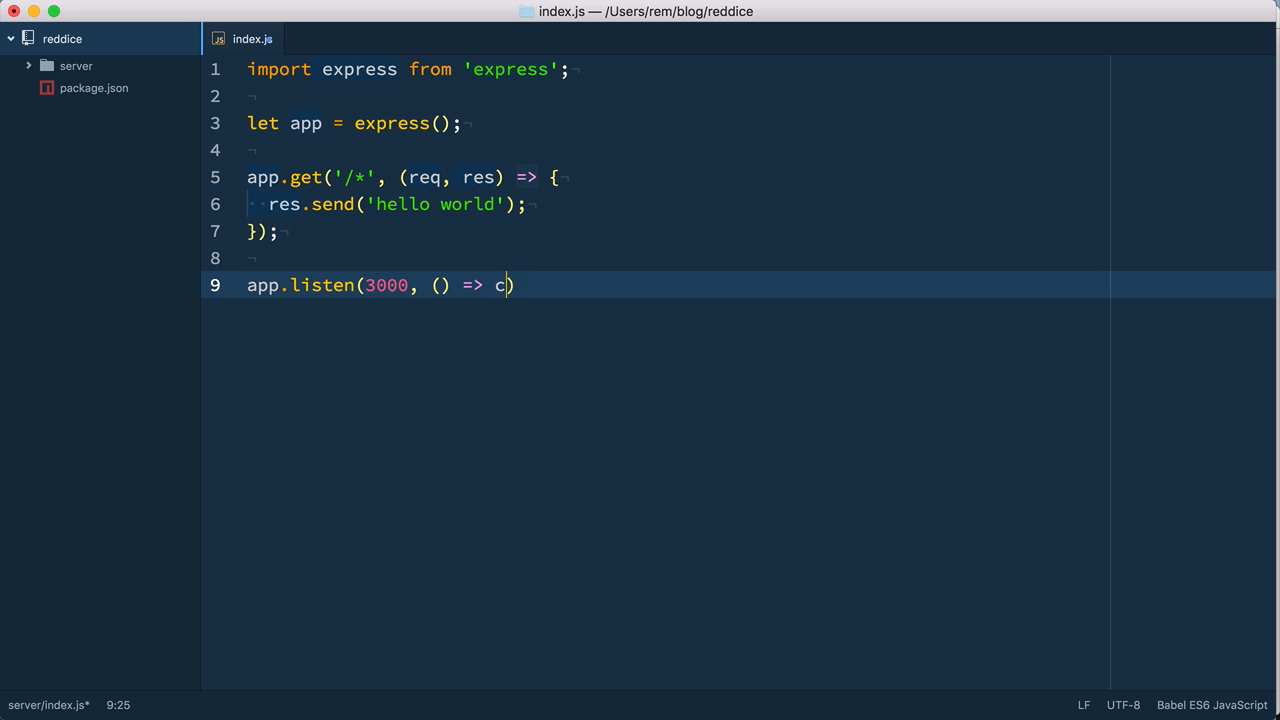 index.js — /Users/rem/blog/reddice
reddice
server
package.json
index.js
1 import express from 'express';¬
2 ¬
3 let app = express();¬
4 ¬
5 app.get('/*', (req, res) => {¬
6 ··res.send('hello world');¬
7 });¬
8 ¬
9 app.listen(3000, () => c)
server/index.js* 9:25 LF UTF-8 Babel ES6 JavaScript